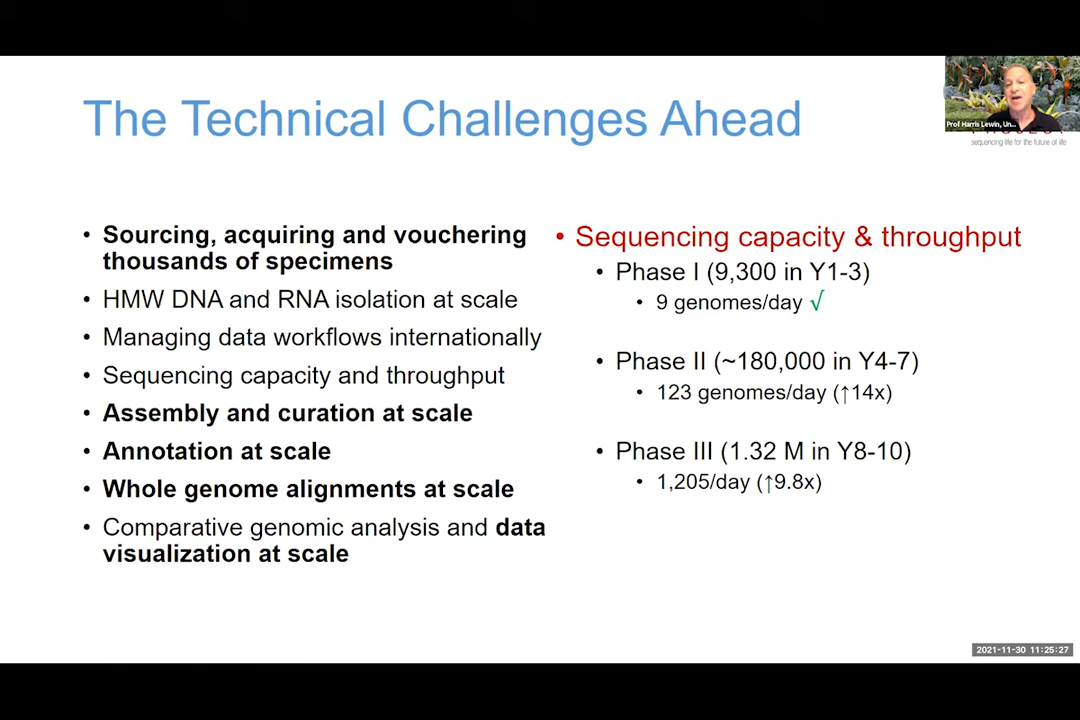 The Technical Challenges Ahead
Prof Harris Lewin, Un...
sequencing life for the future of life
• Sourcing, acquiring and vouchering
thousands of specimens
• HMW DNA and RNA isolation at scale
• Managing data workflows internationally
• Sequencing capacity and throughput
• Assembly and curation at scale
• Annotation at scale
• Whole genome alignments at scale
• Comparative genomic analysis and data
visualization at scale
• Sequencing capacity & throughput
• Phase I (9,300 in Y1-3)
• 9 genomes/day √
• Phase II (~180,000 in Y4-7)
• 123 genomes/day (↑14x)
• Phase III (1.32 M in Y8-10)
• 1,205/day (↑9.8x)
2021-11-30 11:25:27